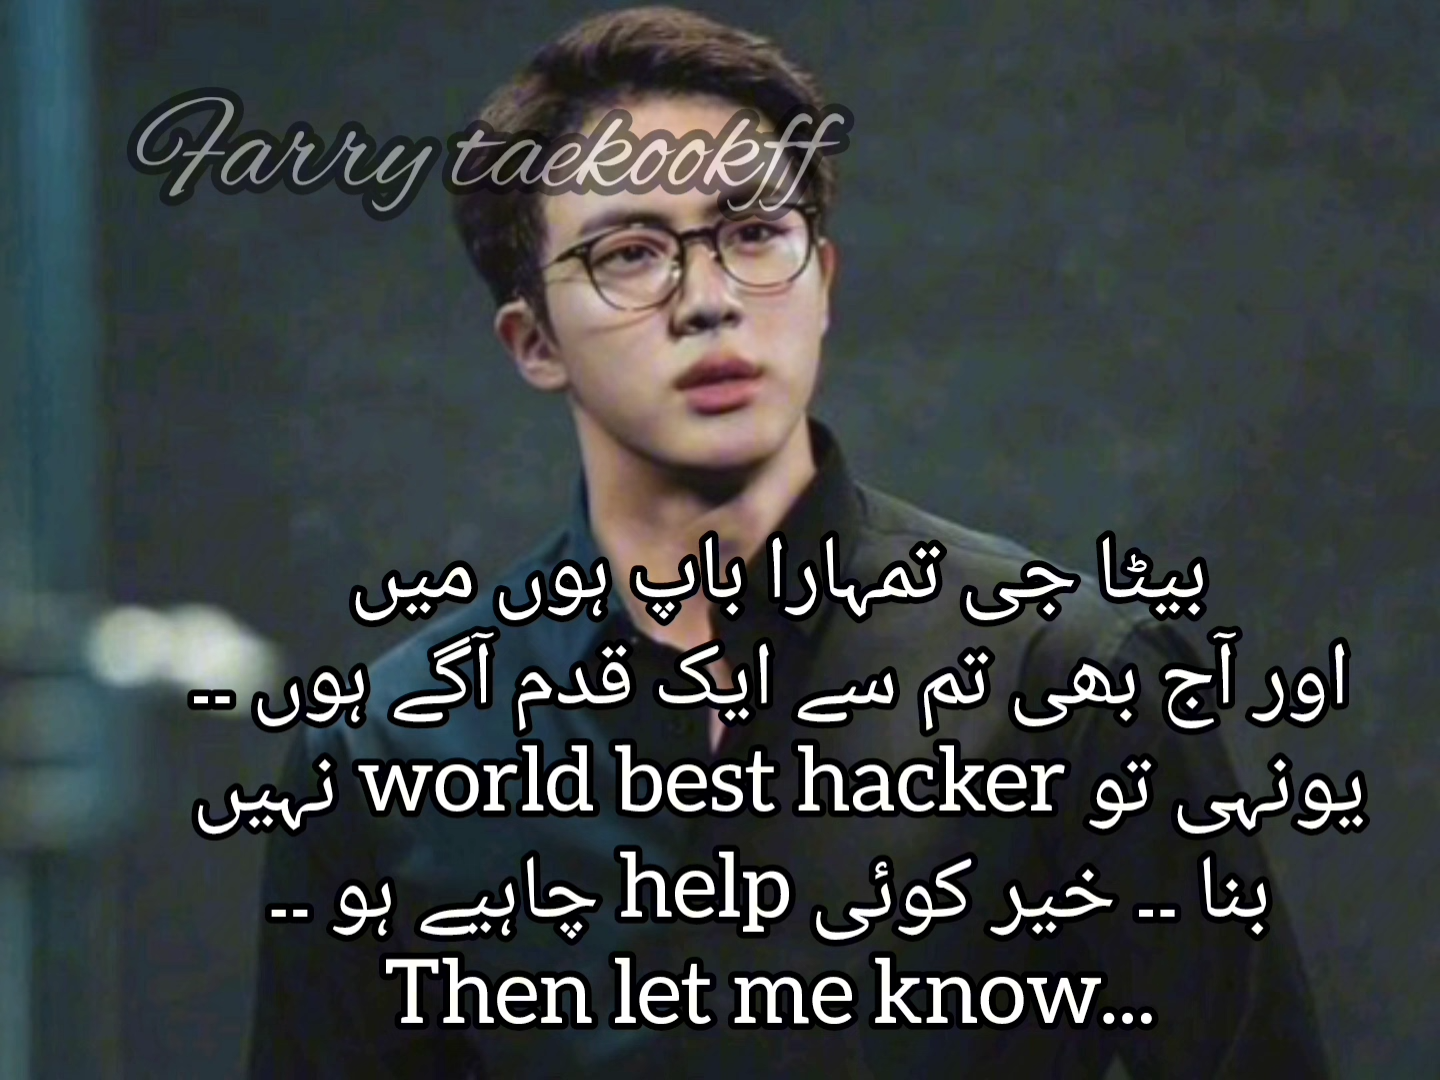 Farry taekookff
بیٹا جی تمہارا باپ ہوں میں
اور آج بھی تم سے ایک قدم آگے ہوں --
یونہی تو world best hacker نہیں
بنا -- خیر کوئی help چاہیے ہو --
Then let me know...